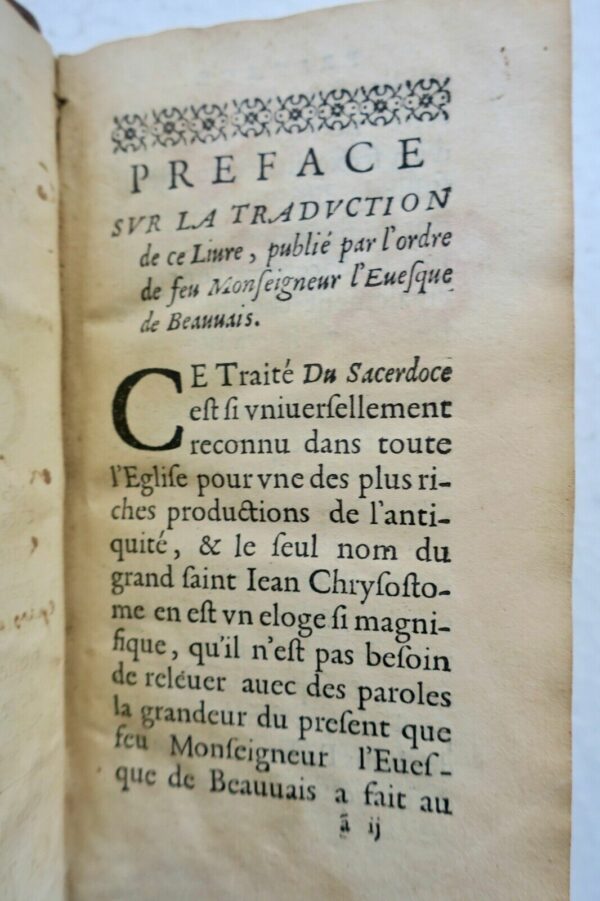 PREFACE
SVR LA TRADVCTION
de ce Liure, publié par l'ordre
de feu Monſeigneur l'Eueſque
de Beauuais.
CE Traité Du Sacerdoce
eſt ſi vniuerſellement
reconnu dans toute
l'Egliſe pour vne des plus ri-
ches productions de l'anti-
quité, & le ſeul nom du
grand ſaint Iean Chryſoſto-
me en eſt vn eloge ſi magni-
fique, qu'il n'eſt pas beſoin
de releuer auec des paroles
la grandeur du preſent que
feu Monſeigneur l'Eueſ-
que de Beauuais a fait au
ã ij